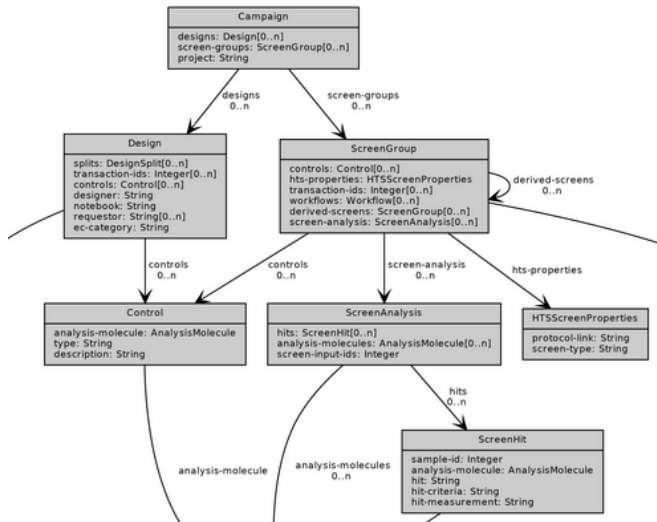 Campaign
designs: Design[0..n]
screen-groups: ScreenGroup[0..n]
project: String
designs
0..n
screen-groups
0..n
Design
splits: DesignSplit[0..n]
transaction-ids: Integer[0..n]
controls: Control[0..n]
designer: String
notebook: String
requestor: String[0..n]
ec-category: String
ScreenGroup
controls: Control[0..n]
hts-properties: HTSScreenProperties
transaction-ids: Integer[0..n]
workflows: Workflow[0..n]
derived-screens: ScreenGroup[0..n]
screen-analysis: ScreenAnalysis[0..n]
derived-screens
0..n
controls
0..n
controls
0..n
screen-analysis
0..n
hts-properties
Control
analysis-molecule: AnalysisMolecule
type: String
description: String
ScreenAnalysis
hits: ScreenHit[0..n]
analysis-molecules: AnalysisMolecule[0..n]
screen-input-ids: Integer
HTSScreenProperties
protocol-link: String
screen-type: String
hits
0..n
analysis-molecule
analysis-molecules
0..n
ScreenHit
sample-id: Integer
analysis-molecule: AnalysisMolecule
hit: String
hit-criteria: String
hit-measurement: String